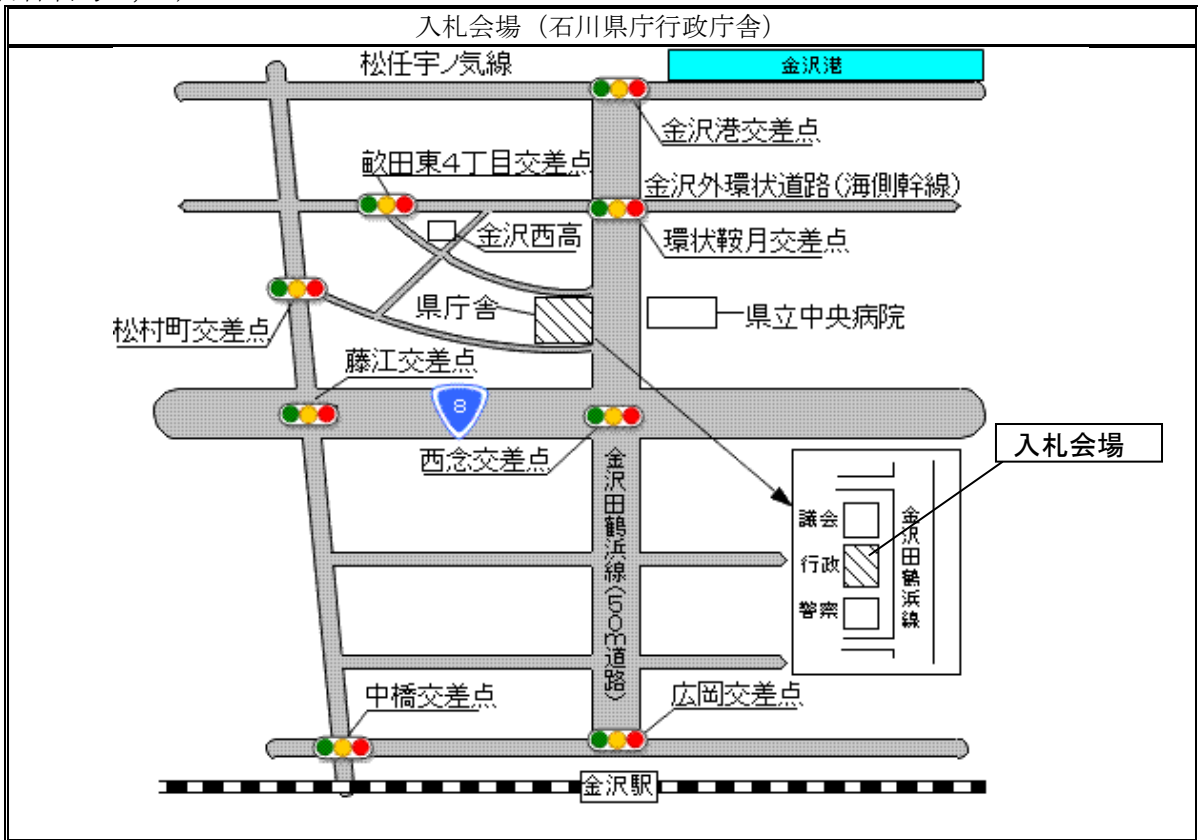 入札会場（石川県庁行政庁舎）
松任宇ノ気線
金沢港
金沢港交差点
畝田東4丁目交差点
金沢外環状道路(海側幹線)
金沢西高
環状鞍月交差点
県庁舎
県立中央病院
松村町交差点
藤江交差点
8
西念交差点
入札会場
金沢田鶴浜線(50m道路)
議会
行政
警察
金沢田鶴浜線
中橋交差点
広岡交差点
金沢駅